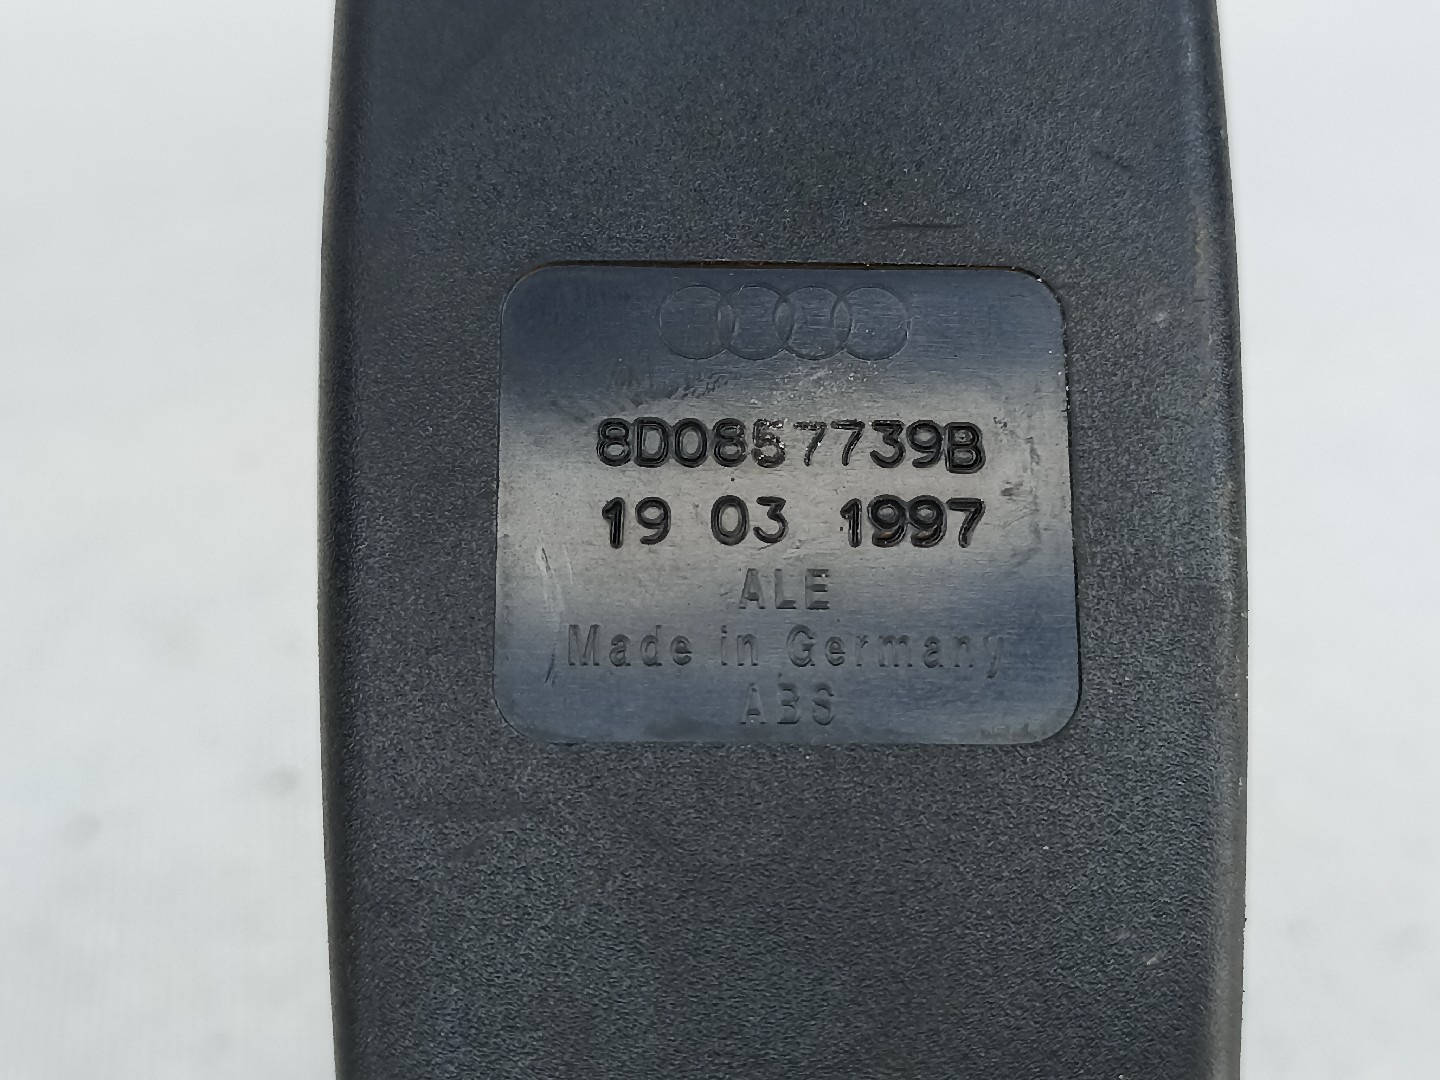 8D0857739B
19 03 1997
ALE
Made in Germany
ABS